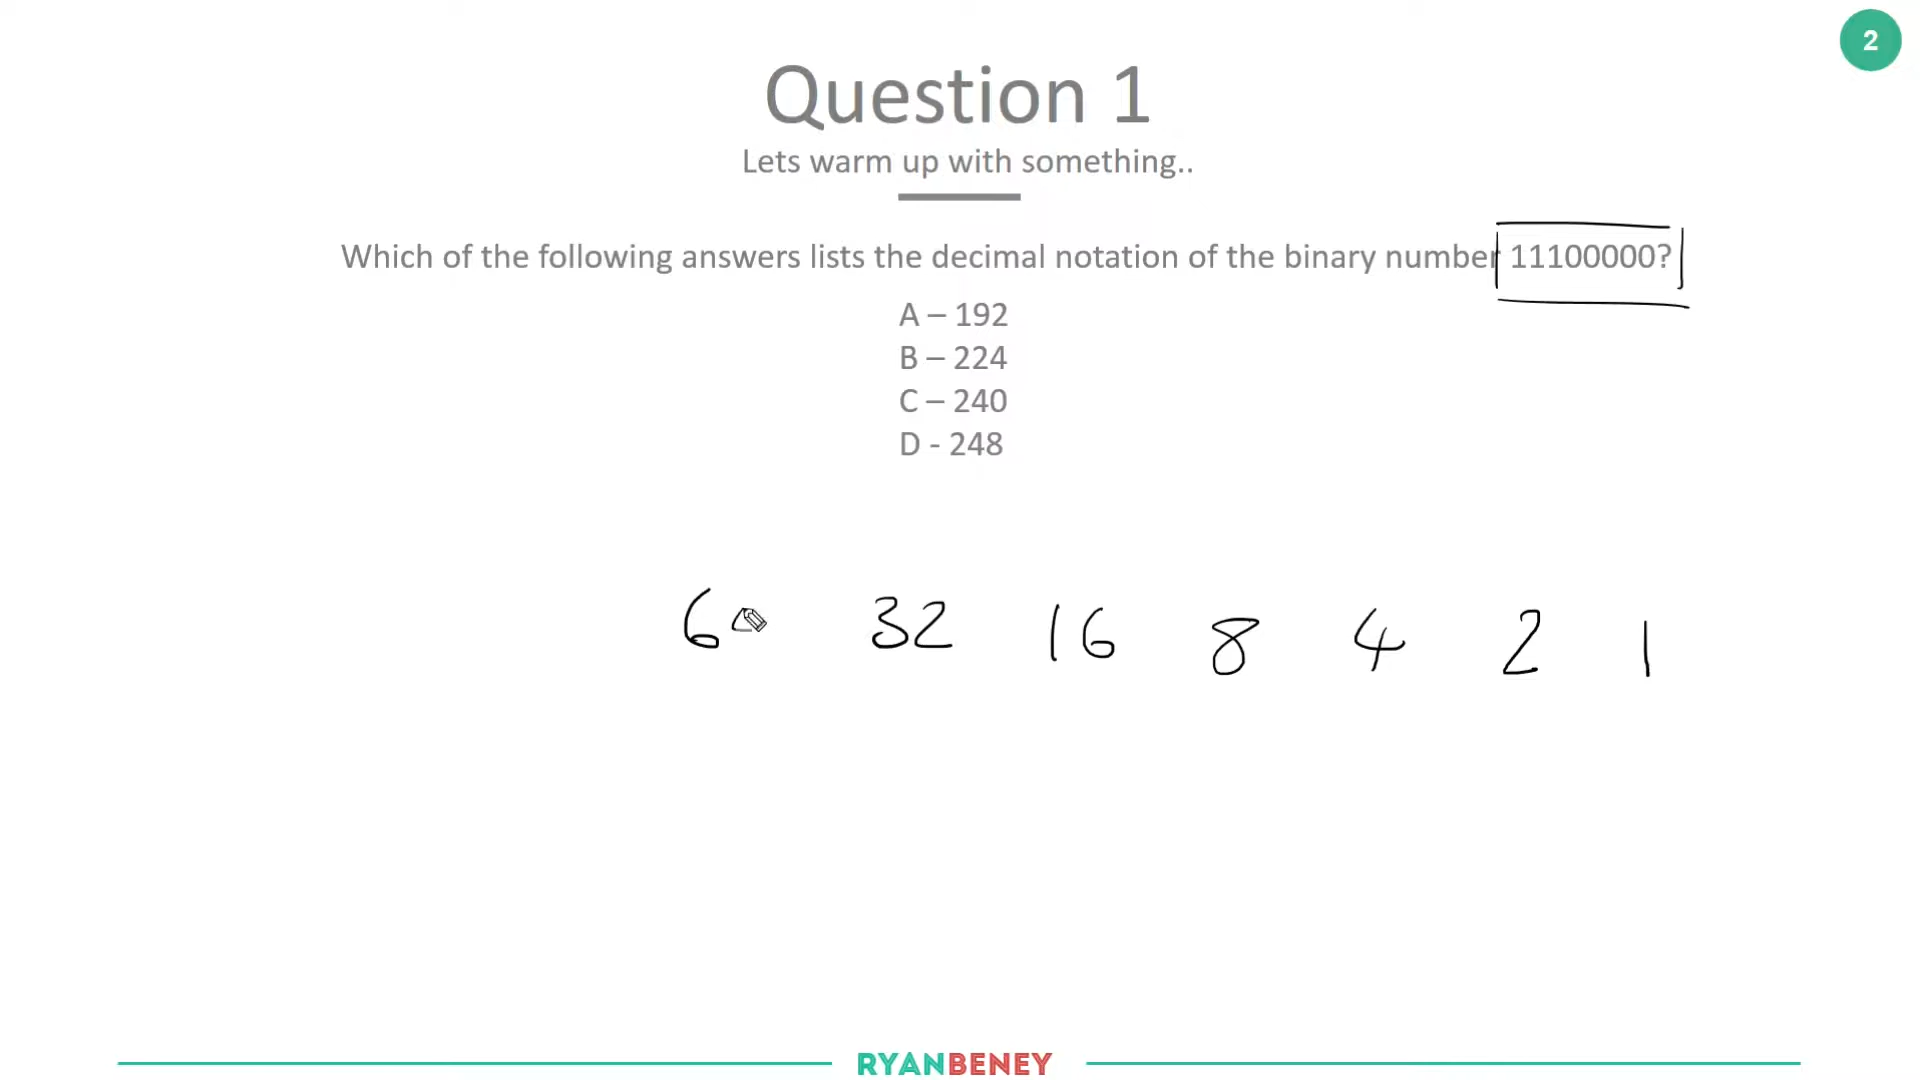 2
Question 1
Lets warm up with something..
Which of the following answers lists the decimal notation of the binary number 11100000?
A – 192
B – 224
C – 240
D - 248
6 32 16 8 4 2 1
RYANBENEY